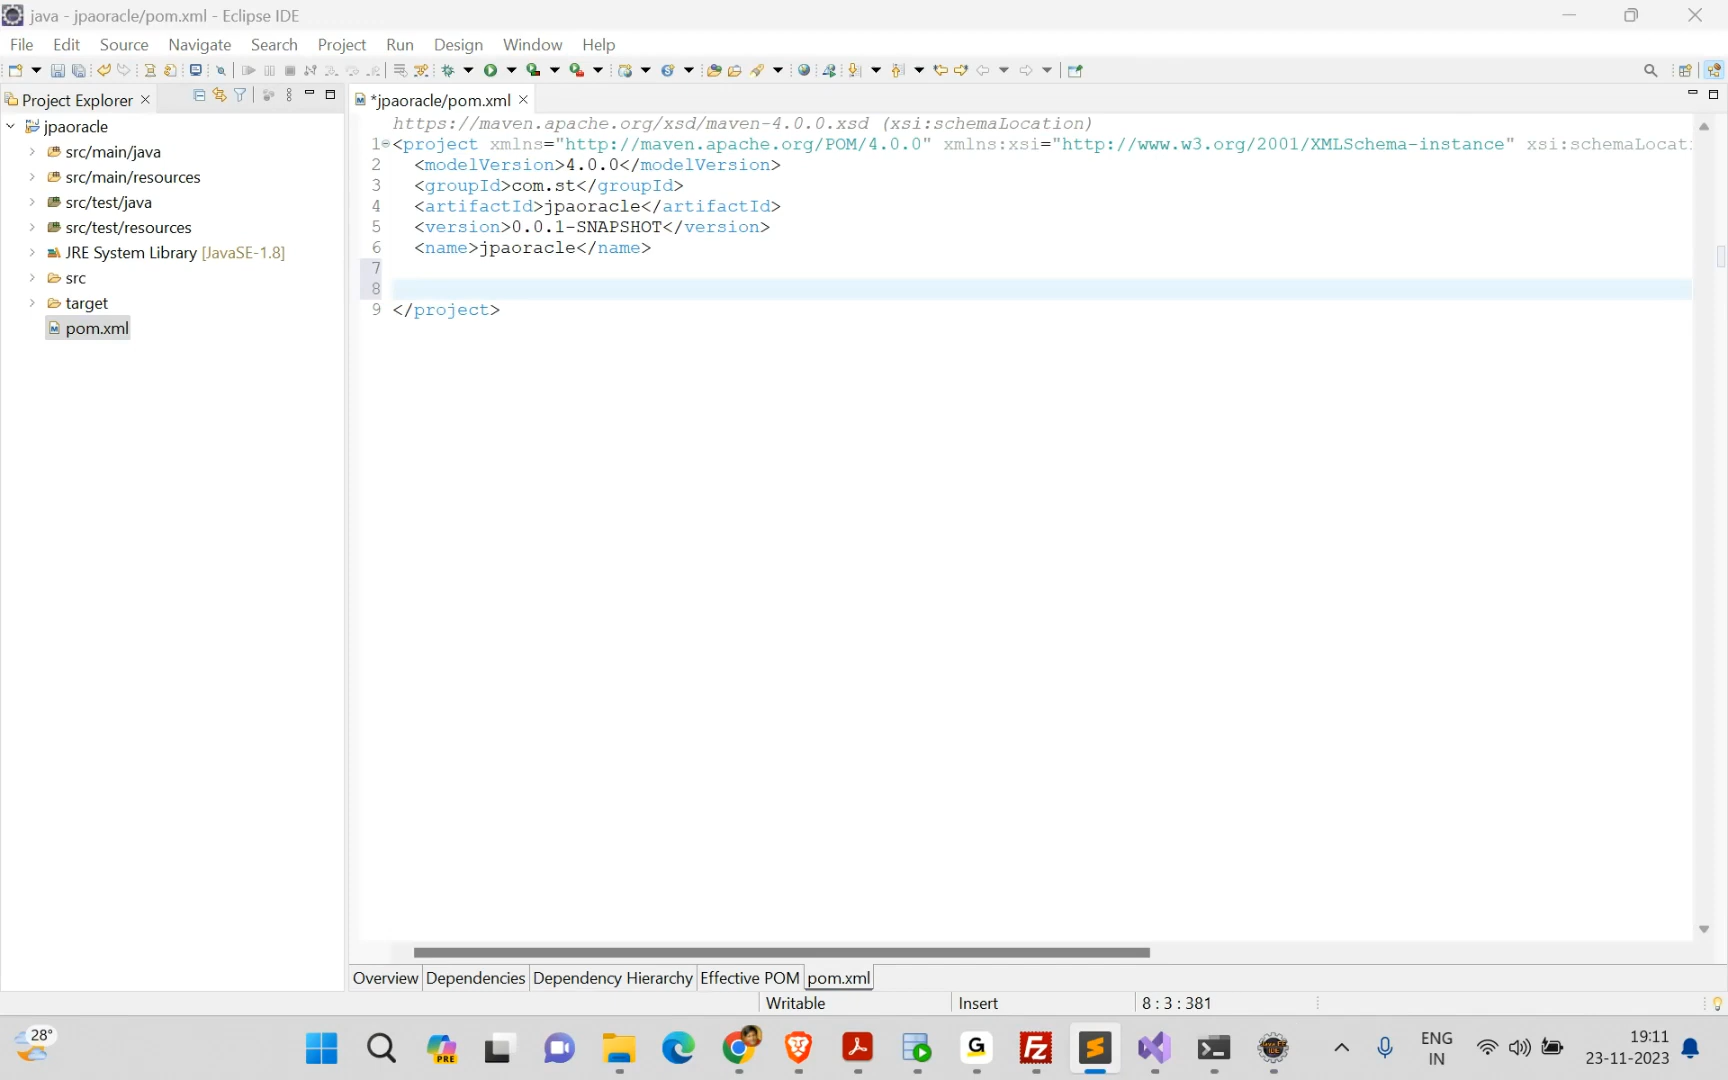 java - jpaoracle/pom.xml - Eclipse IDE
File Edit Source Navigate Search Project Run Design Window Help
Project Explorer
*jpaoracle/pom.xml
jpaoracle
src/main/java
src/main/resources
src/test/java
src/test/resources
JRE System Library [JavaSE-1.8]
src
target
pom.xml
https://maven.apache.org/xsd/maven-4.0.0.xsd (xsi:schemaLocation)
1 <project xmlns="http://maven.apache.org/POM/4.0.0" xmlns:xsi="http://www.w3.org/2001/XMLSchema-instance" xsi:schemaLocat
2 <modelVersion>4.0.0</modelVersion>
3 <groupId>com.st</groupId>
4 <artifactId>jpaoracle</artifactId>
5 <version>0.0.1-SNAPSHOT</version>
6 <name>jpaoracle</name>
7
8
9 </project>
Overview Dependencies Dependency Hierarchy Effective POM pom.xml
Writable Insert 8 : 3 : 381
28°
PRE
ENG
IN
19:11
23-11-2023